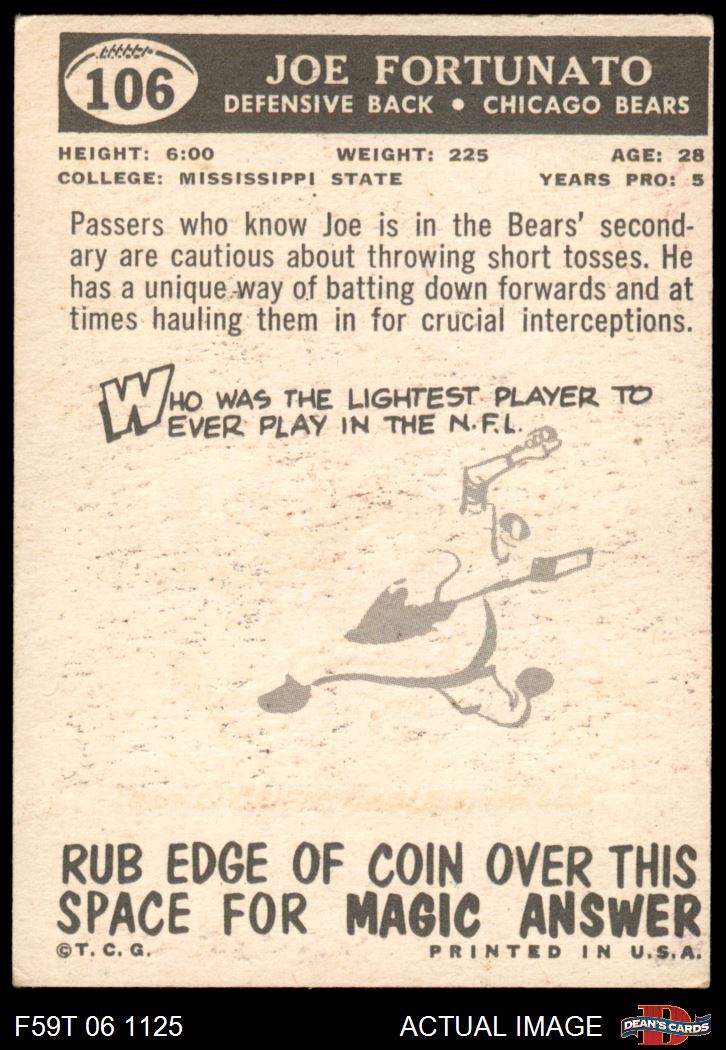 106
JOE FORTUNATO
DEFENSIVE BACK • CHICAGO BEARS
HEIGHT: 6:00 WEIGHT: 225 AGE: 28
COLLEGE: MISSISSIPPI STATE YEARS PRO: 5
Passers who know Joe is in the Bears' second-
ary are cautious about throwing short tosses. He
has a unique way of batting down forwards and at
times hauling them in for crucial interceptions.
WHO WAS THE LIGHTEST PLAYER TO
EVER PLAY IN THE N.F.L.
RUB EDGE OF COIN OVER THIS
SPACE FOR MAGIC ANSWER
©T.C.G. PRINTED IN U.S.A.
F59T 06 1125 ACTUAL IMAGE D DEAN'S CARDS